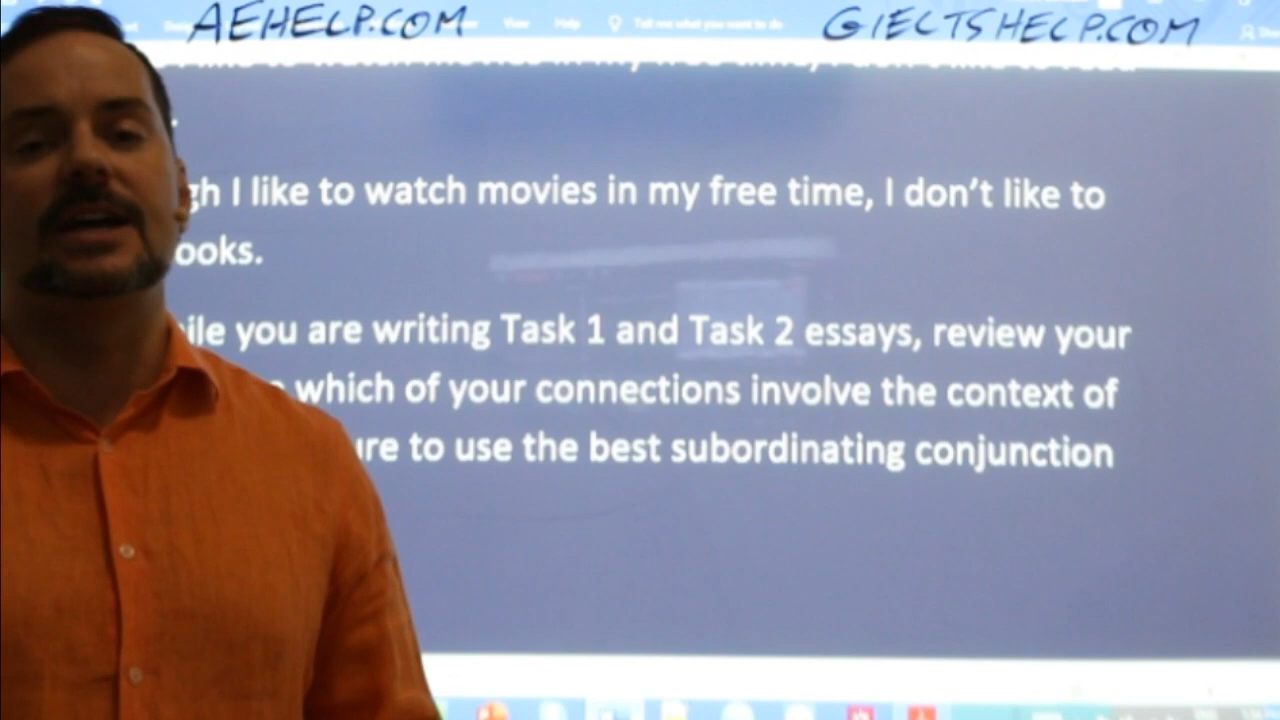 AEHELP.COM GIELTSHELP.COM
View Help Tell me what you want to do
gh I like to watch movies in my free time, I don't like to
ooks.
ile you are writing Task 1 and Task 2 essays, review your
which of your connections involve the context of
ure to use the best subordinating conjunction